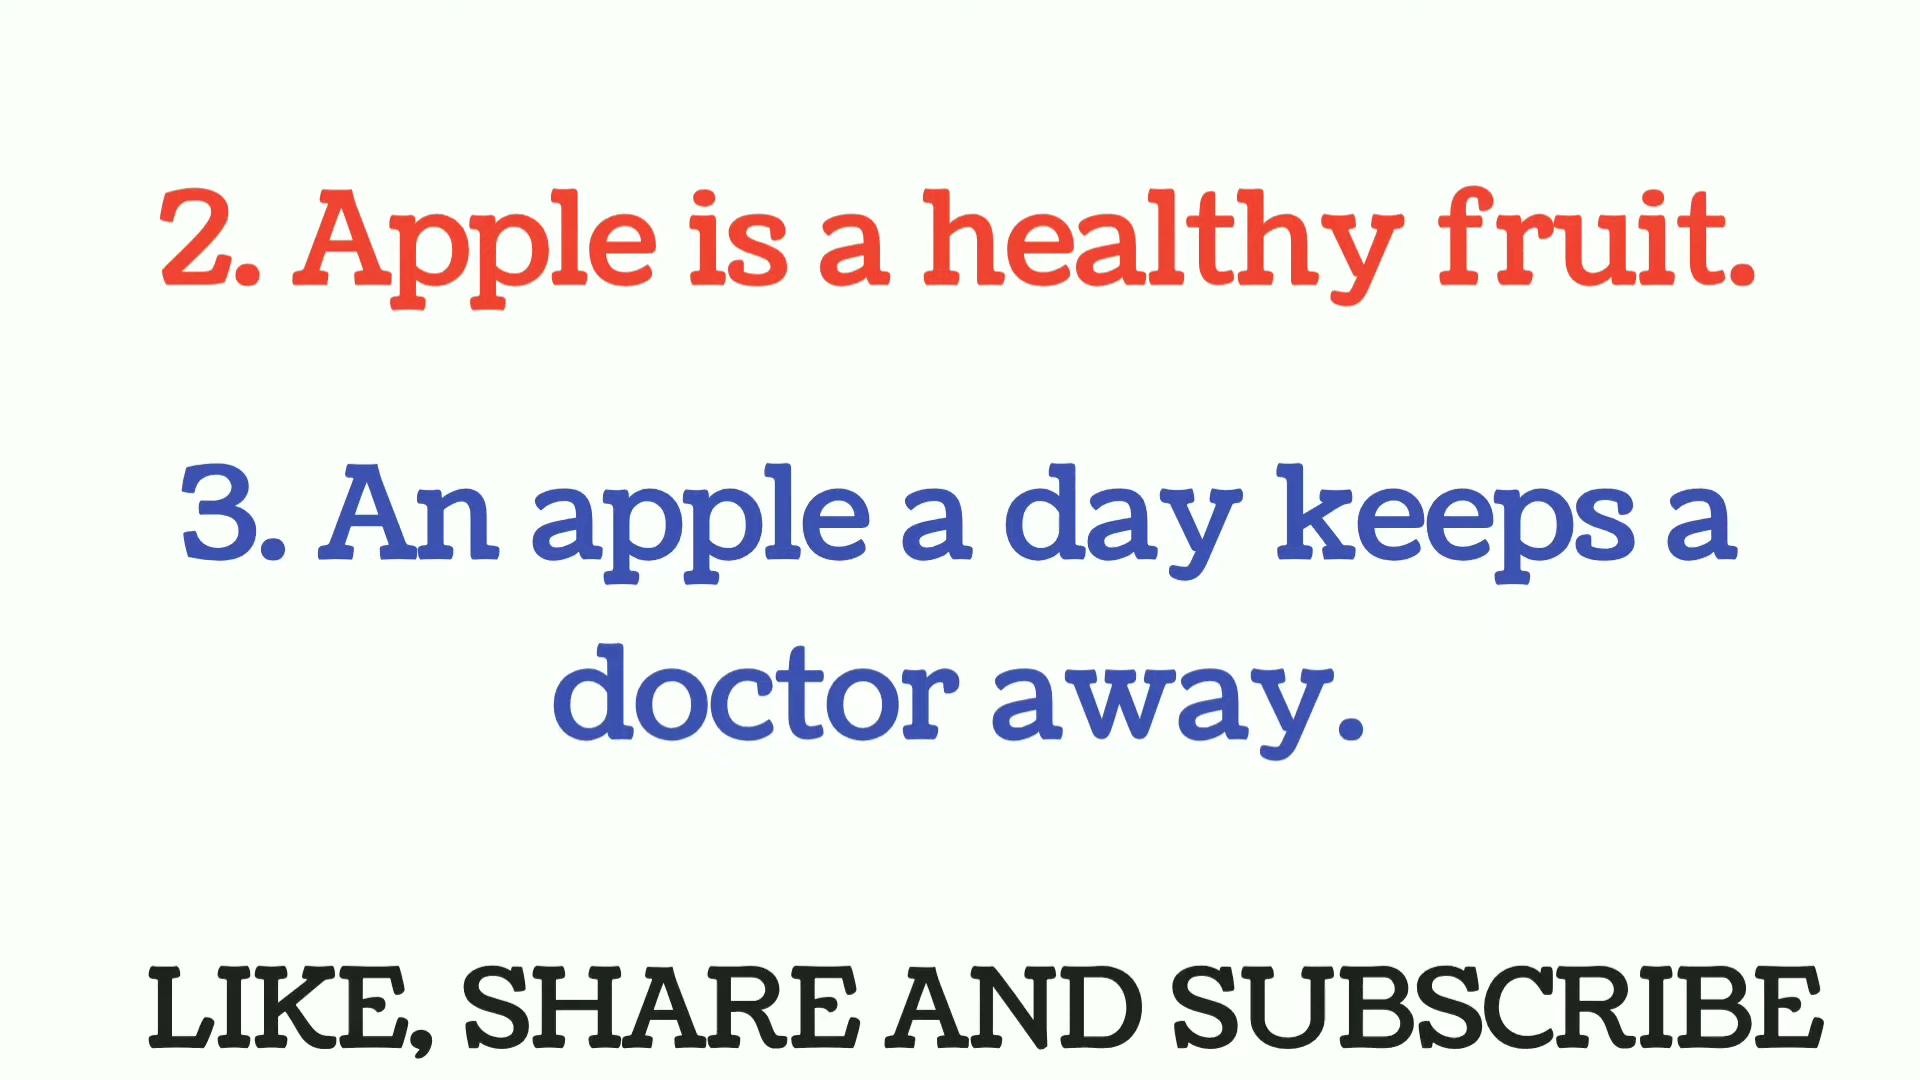 2. Apple is a healthy fruit.
3. An apple a day keeps a
doctor away.
LIKE, SHARE AND SUBSCRIBE